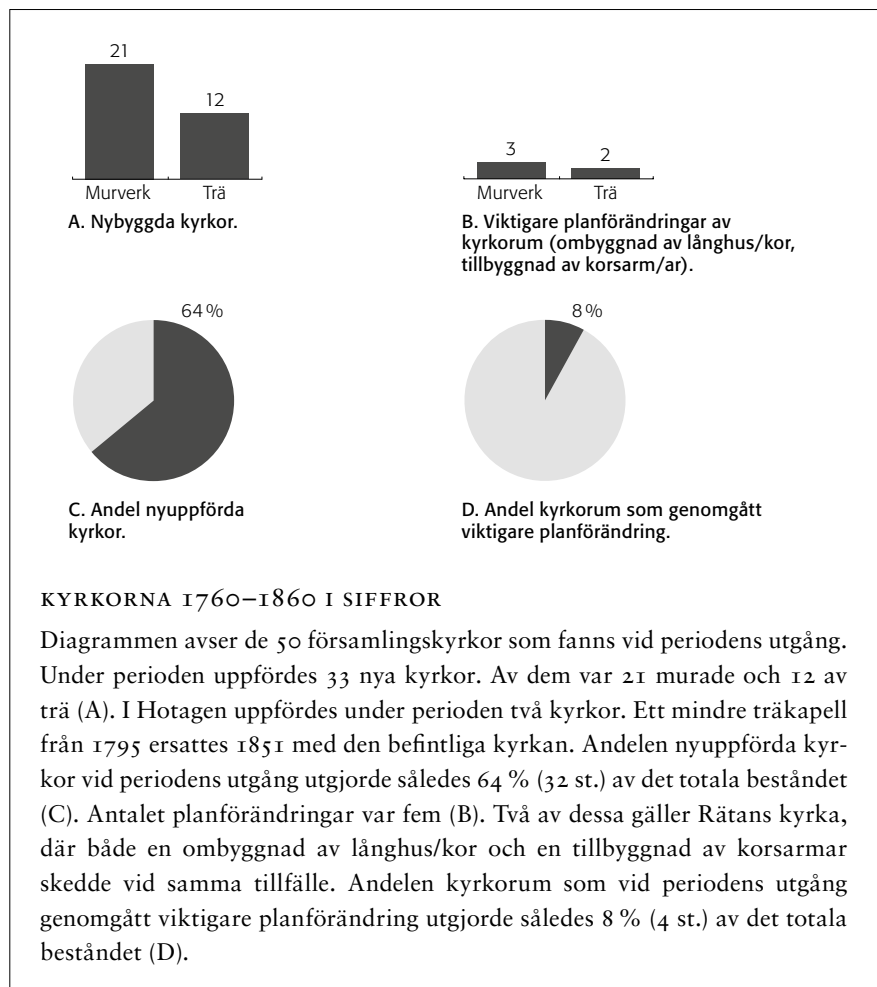 21
12
Murverk Trä
A. Nybyggda kyrkor.
3
2
Murverk Trä
B. Viktigare planförändringar av
kyrkorum (ombyggnad av långhus/kor,
tillbyggnad av korsarm/ar).
64 %
C. Andel nyuppförda
kyrkor.
8 %
D. Andel kyrkorum som genomgått
viktigare planförändring.
KYRKORNA 1760–1860 I SIFFROR
Diagrammen avser de 50 församlingskyrkor som fanns vid periodens utgång.
Under perioden uppfördes 33 nya kyrkor. Av dem var 21 murade och 12 av
trä (A). I Hotagen uppfördes under perioden två kyrkor. Ett mindre träkapell
från 1795 ersattes 1851 med den befintliga kyrkan. Andelen nyuppförda kyr-
kor vid periodens utgång utgjorde således 64 % (32 st.) av det totala beståndet
(C). Antalet planförändringar var fem (B). Två av dessa gäller Rätans kyrka,
där både en ombyggnad av långhus/kor och en tillbyggnad av korsarmar
skedde vid samma tillfälle. Andelen kyrkorum som vid periodens utgång
genomgått viktigare planförändring utgjorde således 8 % (4 st.) av det totala
beståndet (D).